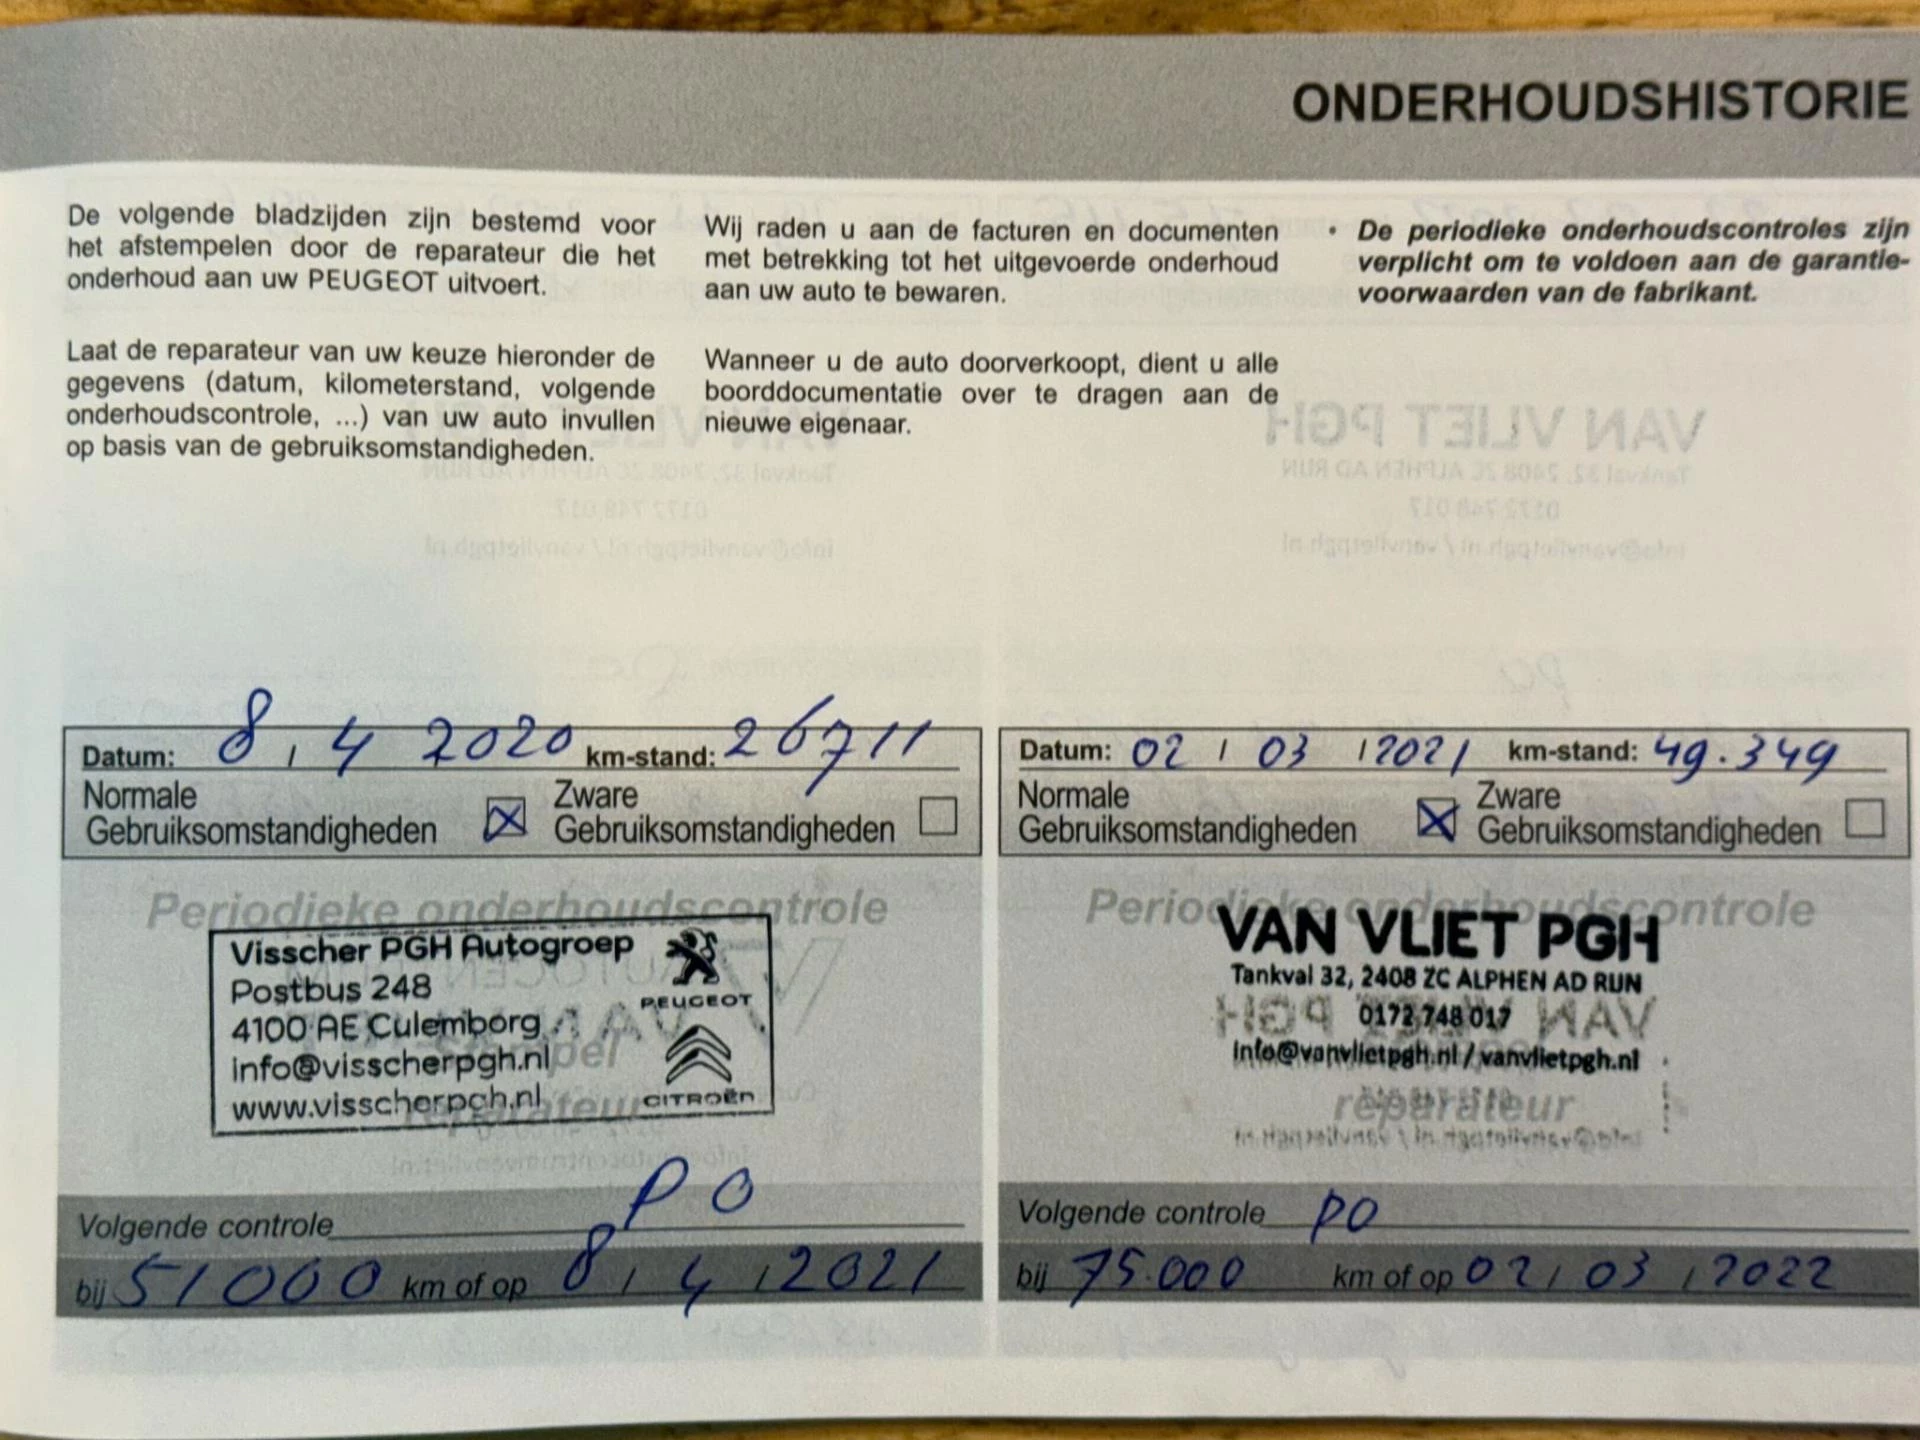 ONDERHOUDSHISTORIE
De volgende bladzijden zijn bestemd voor
het afstempelen door de reparateur die het
onderhoud aan uw PEUGEOT uitvoert.
Laat de reparateur van uw keuze hieronder de
gegevens (datum, kilometerstand, volgende
onderhoudscontrole, ...) van uw auto invullen
op basis van de gebruiksomstandigheden.
Wij raden u aan de facturen en documenten
met betrekking tot het uitgevoerde onderhoud
aan uw auto te bewaren.
Wanneer u de auto doorverkoopt, dient u alle
boorddocumentatie over te dragen aan de
nieuwe eigenaar.
• De periodieke onderhoudscontroles zijn
verplicht om te voldoen aan de garantie-
voorwaarden van de fabrikant.
Datum: 8 / 4 2020 km-stand: 26711
Normale
Gebruiksomstandigheden
Zware
Gebruiksomstandigheden
Periodieke onderhoudscontrole
Visscher PGH Autogroep
Postbus 248
4100 AE Culemborg
info@visscherpgh.nl
www.visscherpgh.nl
PEUGEOT
CITROËN
Stempel
reparateur
Volgende controle PO
bij 51000 km of op 8 / 4 / 2021
Datum: 02 / 03 / 2021 km-stand: 49.349
Normale
Gebruiksomstandigheden
Zware
Gebruiksomstandigheden
Periodieke onderhoudscontrole
VAN VLIET PGH
Tankval 32, 2408 ZC ALPHEN AD RIJN
0172 748 017
info@vanvlietpgh.nl / vanvlietpgh.nl
reparateur
Volgende controle PO
bij 75.000 km of op 02 / 03 / 2022